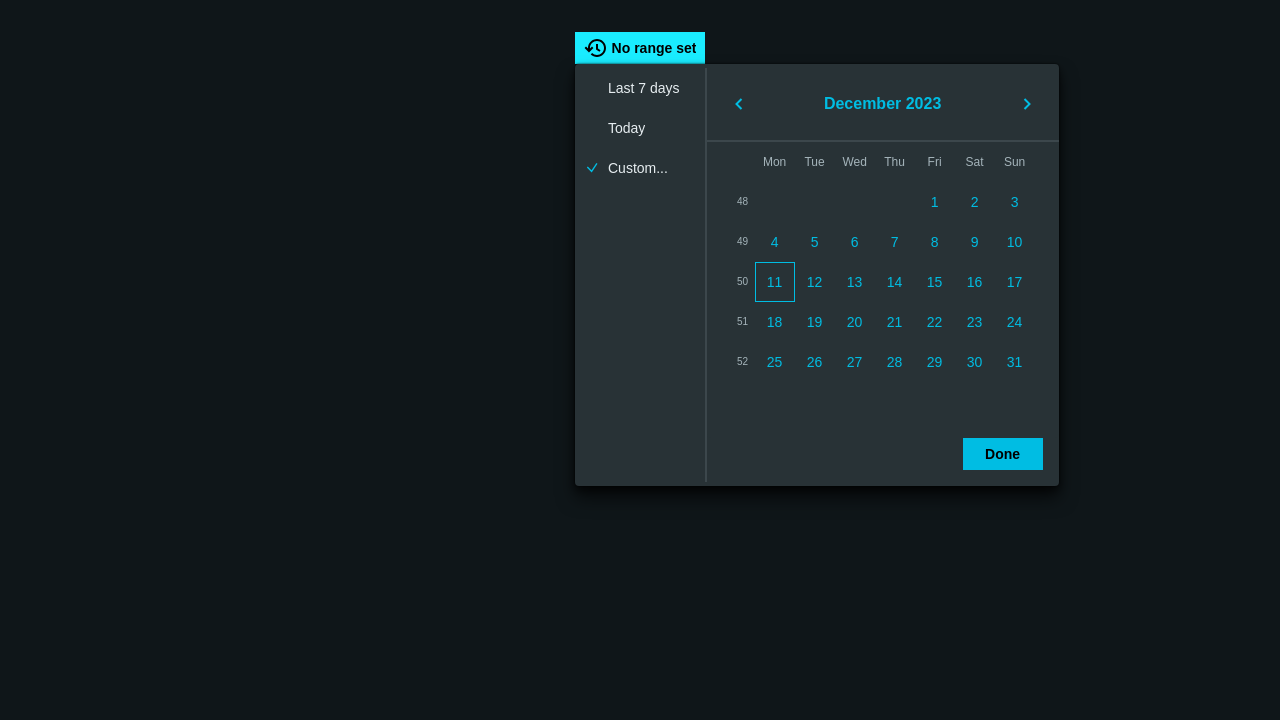 No range set
Last 7 days
Today
Custom...
December 2023
Mon Tue Wed Thu Fri Sat Sun
48 1 2 3
49 4 5 6 7 8 9 10
50 11 12 13 14 15 16 17
51 18 19 20 21 22 23 24
52 25 26 27 28 29 30 31
Done